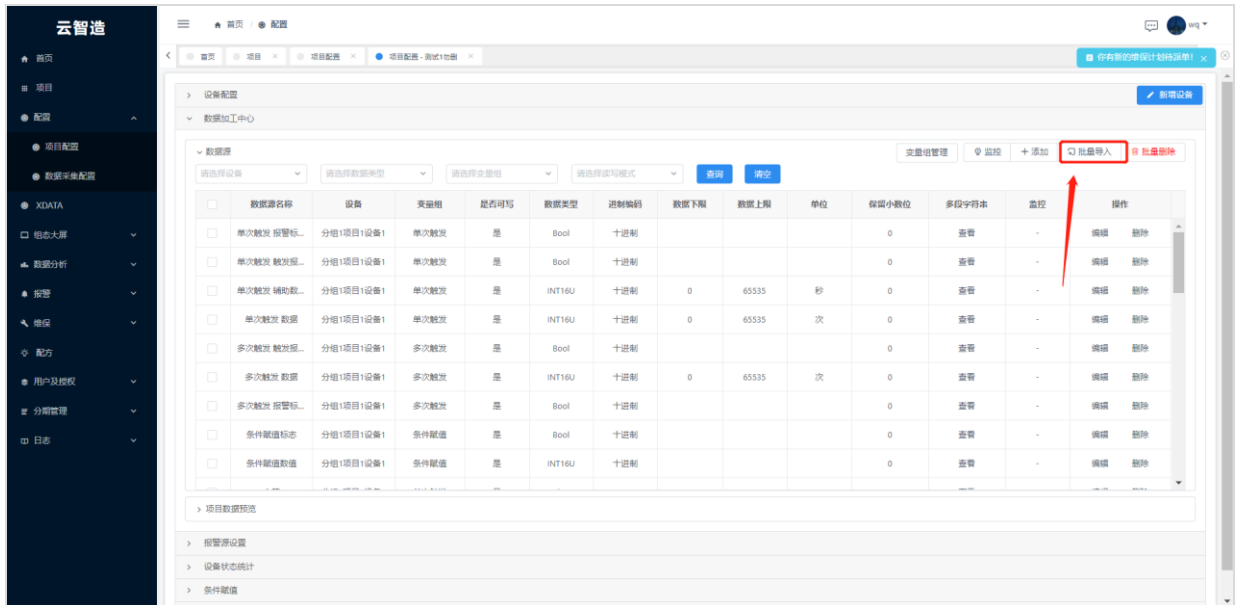 云智造
首页 / 配置
wq
首页
项目
配置
项目配置
数据采集配置
XDATA
组态大屏
数据分析
报警
维保
配方
用户及授权
分期管理
日志
首页 项目 × 项目配置 × 项目配置 - 测试1勿删 ×
你有新的维保计划待派单! ×
设备配置 新增设备
数据加工中心
数据源 变量组管理 监控 + 添加 批量导入 批量删除
请选择设备 请选择数据类型 请选择变量组 请选择读写模式 查询 清空
数据源名称 设备 变量组 是否可写 数据类型 进制编码 数据下限 数据上限 单位 保留小数位 多段字符串 监控 操作
单次触发 报警标... 分组1项目1设备1 单次触发 是 Bool 十进制 0 查看 - 编辑 删除
单次触发 触发报... 分组1项目1设备1 单次触发 是 Bool 十进制 0 查看 - 编辑 删除
单次触发 辅助数... 分组1项目1设备1 单次触发 是 INT16U 十进制 0 65535 秒 0 查看 - 编辑 删除
单次触发 数据 分组1项目1设备1 单次触发 是 INT16U 十进制 0 65535 次 0 查看 - 编辑 删除
多次触发 触发报... 分组1项目1设备1 多次触发 是 Bool 十进制 0 查看 - 编辑 删除
多次触发 数据 分组1项目1设备1 多次触发 是 INT16U 十进制 0 65535 次 0 查看 - 编辑 删除
多次触发 报警标... 分组1项目1设备1 多次触发 是 Bool 十进制 0 查看 - 编辑 删除
条件赋值标志 分组1项目1设备1 条件赋值 是 Bool 十进制 0 查看 - 编辑 删除
条件赋值数值 分组1项目1设备1 条件赋值 是 INT16U 十进制 0 查看 - 编辑 删除
项目数据预览
报警源设置
设备状态统计
条件赋值